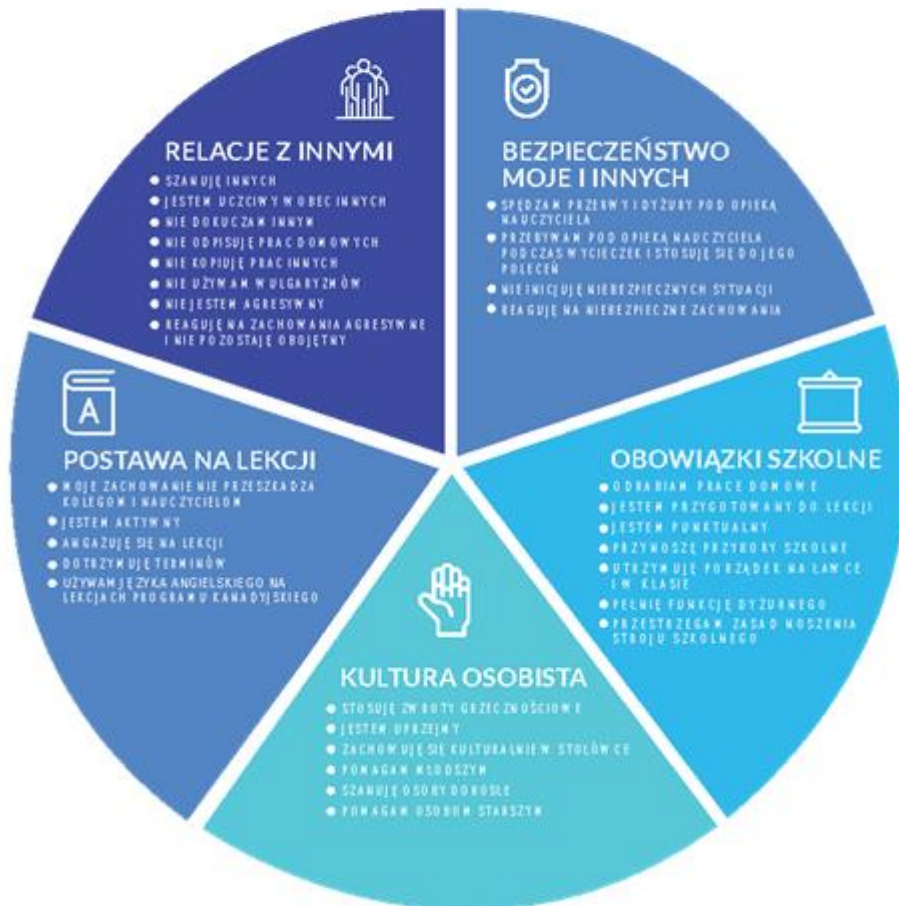 RELACJE Z INNYMI
SZANUJĘ INNYCH
JESTEM UCZCIWY WOBEC INNYCH
NIE DOKUCZAM INNYM
NIE ODPISUJĘ PRAC DOMOWYCH
NIE KOPIUJĘ PRAC INNYCH
NIE UŻYWAM WULGARYZMÓW
NIE JESTEM AGRESYWNY
REAGUJĘ NA ZACHOWANIA AGRESYWNE
I NIE POZOSTAJĘ OBOJĘTNY
BEZPIECZEŃSTWO
MOJE I INNYCH
SPĘDZAM PRZERWY I DYŻURY POD OPIEKĄ
NAUCZYCIELA
PRZEBYWAM POD OPIEKĄ NAUCZYCIELA
PODCZAS WYCIECZEK I STOSUJĘ SIĘ DO JEGO
POLECEŃ
NIE INICJUJĘ NIEBEZPIECZNYCH SYTUACJI
REAGUJĘ NA NIEBEZPIECZNE ZACHOWANIA
A
POSTAWA NA LEKCJI
MOJE ZACHOWANIE NIE PRZESZKADZA
KOLEGOM I NAUCZYCIELOM
JESTEM AKTYWNY
ANGAŻUJĘ SIĘ NA LEKCJI
DOTRZYMUJĘ TERMINÓW
UŻYWAM JĘZYKA ANGIELSKIEGO NA
LEKCJACH PROGRAMU KANADYJSKIEGO
OBOWIĄZKI SZKOLNE
ODRABIAM PRACE DOMOWE
JESTEM PRZYGOTOWANY DO LEKCJI
JESTEM PUNKTUALNY
PRZYNOSZĘ PRZYBORY SZKOLNE
UTRZYMUJĘ PORZĄDEK NA ŁAWCE
I W KLASIE
PEŁNIĘ FUNKCJĘ DYŻURNEGO
PRZESTRZEGAM ZASAD NOSZENIA
STROJU SZKOLNEGO
KULTURA OSOBISTA
STOSUJĘ ZWROTY GRZECZNOŚCIOWE
JESTEM UPRZEJMY
ZACHOWUJĘ SIĘ KULTURALNIE W STOŁÓWCE
POMAGAM MŁODSZYM
SZANUJĘ OSOBY DOROSŁE
POMAGAM OSOBOM STARSZYM